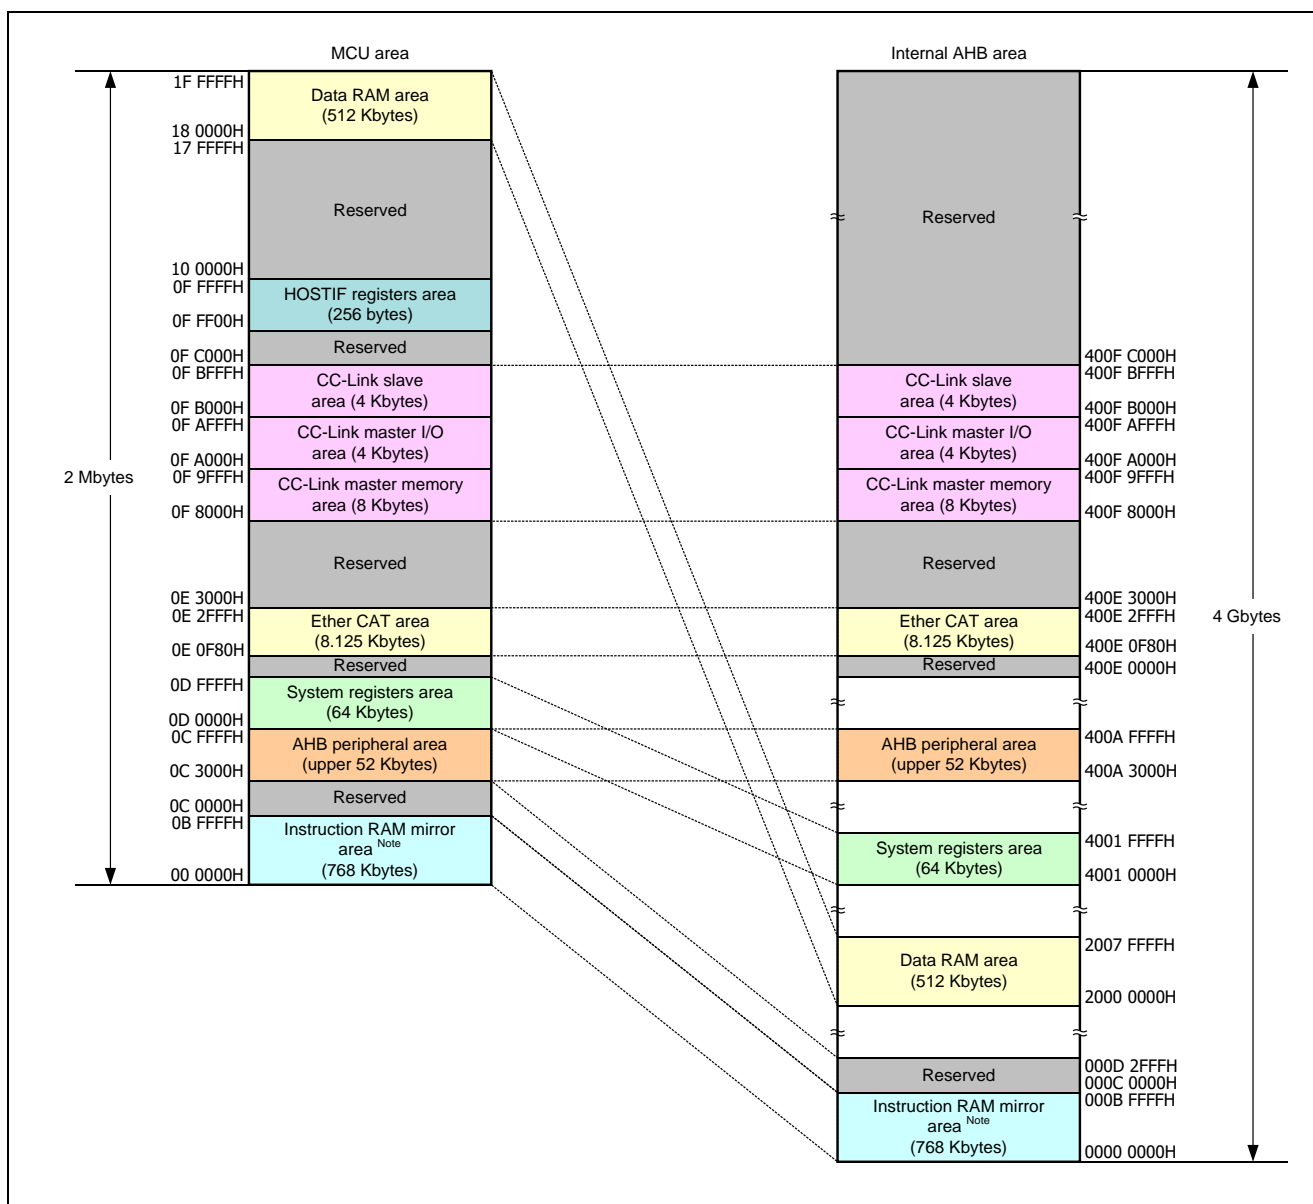 MCU area
Internal AHB area
1F FFFFH
Data RAM area
(512 Kbytes)
18 0000H
17 FFFFH
Reserved
10 0000H
0F FFFFH
HOSTIF registers area
(256 bytes)
0F FF00H
Reserved
0F C000H
0F BFFFH
CC-Link slave
area (4 Kbytes)
0F B000H
0F AFFFH
CC-Link master I/O
area (4 Kbytes)
0F A000H
0F 9FFFH
CC-Link master memory
area (8 Kbytes)
0F 8000H
Reserved
0E 3000H
0E 2FFFH
Ether CAT area
(8.125 Kbytes)
0E 0F80H
Reserved
0D FFFFH
System registers area
(64 Kbytes)
0D 0000H
0C FFFFH
AHB peripheral area
(upper 52 Kbytes)
0C 3000H
Reserved
0C 0000H
0B FFFFH
Instruction RAM mirror
area Note
(768 Kbytes)
00 0000H
2 Mbytes
Reserved
400F C000H
400F BFFFH
CC-Link slave
area (4 Kbytes)
400F B000H
400F AFFFH
CC-Link master I/O
area (4 Kbytes)
400F A000H
400F 9FFFH
CC-Link master memory
area (8 Kbytes)
400F 8000H
Reserved
400E 3000H
400E 2FFFH
Ether CAT area
(8.125 Kbytes)
400E 0F80H
Reserved
400E 0000H
400A FFFFH
AHB peripheral area
(upper 52 Kbytes)
400A 3000H
4001 FFFFH
System registers area
(64 Kbytes)
4001 0000H
2007 FFFFH
Data RAM area
(512 Kbytes)
2000 0000H
000D 2FFFH
Reserved
000C 0000H
000B FFFFH
Instruction RAM mirror
area Note
(768 Kbytes)
0000 0000H
4 Gbytes